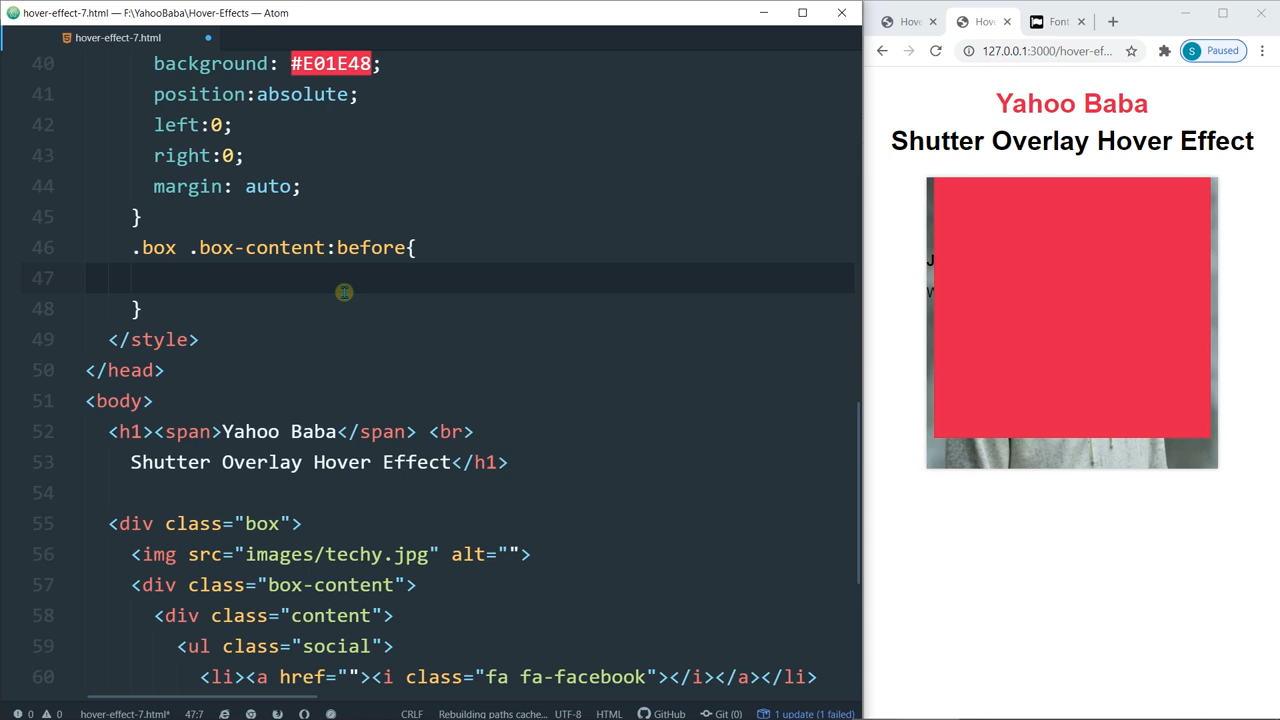 hover-effect-7.html — F:\YahooBaba\Hover-Effects — Atom
hover-effect-7.html
40 background: #E01E48;
41 position:absolute;
42 left:0;
43 right:0;
44 margin: auto;
45 }
46 .box .box-content:before{
47
48 }
49 </style>
50 </head>
51 <body>
52 <h1><span>Yahoo Baba</span> <br>
53 Shutter Overlay Hover Effect</h1>
54
55 <div class="box">
56 <img src="images/techy.jpg" alt="">
57 <div class="box-content">
58 <div class="content">
59 <ul class="social">
60 <li><a href=""><i class="fa fa-facebook"></i></a></li>
0 0 hover-effect-7.html* 47:7 CRLF Rebuilding paths cache... UTF-8 HTML GitHub Git (0) 1 update (1 failed)
Hove Hove Font
127.0.0.1:3000/hover-ef... S Paused
Yahoo Baba
Shutter Overlay Hover Effect
J
W